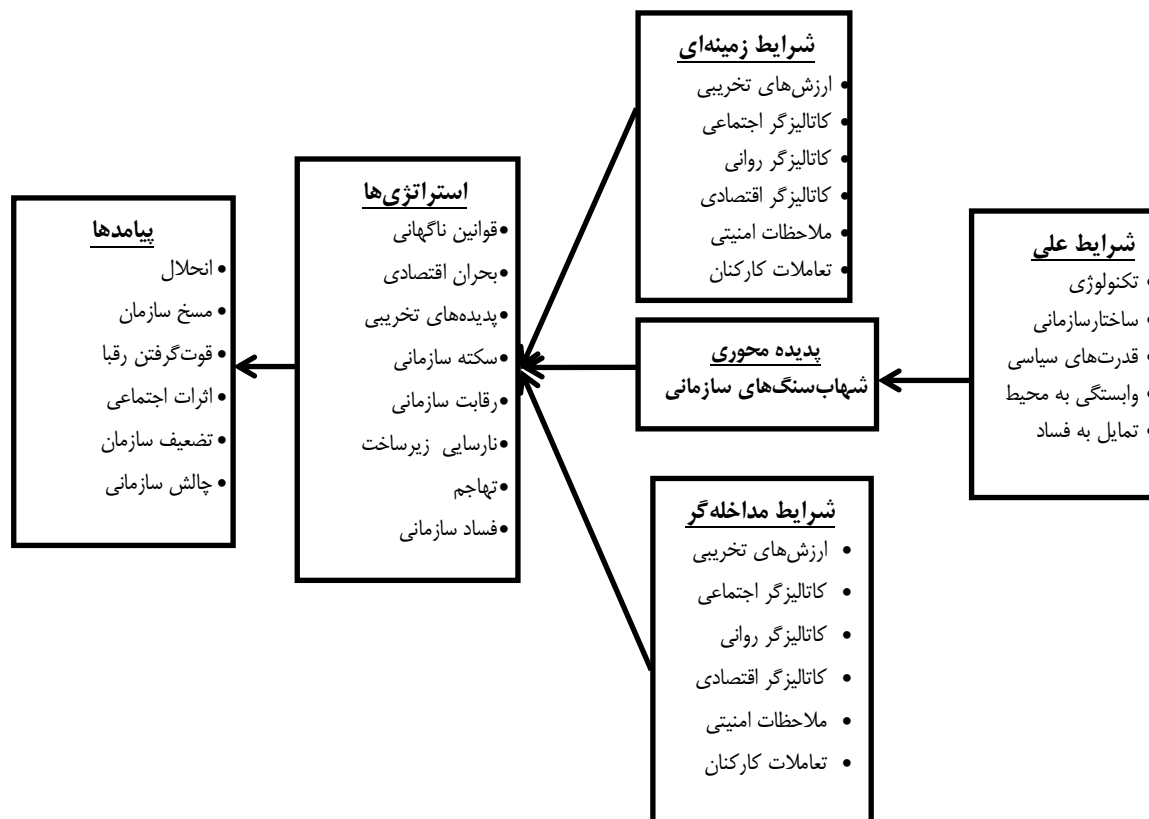 شرایط زمینه‌ای
• ارزش‌های تخریبی
• کاتالیزگر اجتماعی
• کاتالیزگر روانی
• کاتالیزگر اقتصادی
• ملاحظات امنیتی
• تعاملات کارکنان
شرایط علی
• تکنولوژی
• ساختارسازمانی
• قدرت‌های سیاسی
• وابستگی به محیط
• تمایل به فساد
پدیده محوری
شهاب‌سنگ‌های سازمانی
شرایط مداخله‌گر
• ارزش‌های تخریبی
• کاتالیزگر اجتماعی
• کاتالیزگر روانی
• کاتالیزگر اقتصادی
• ملاحظات امنیتی
• تعاملات کارکنان
استراتژی‌ها
• قوانین ناگهانی
• بحران اقتصادی
• پدیده‌های تخریبی
• سکته سازمانی
• رقابت سازمانی
• نارسایی زیرساخت
• تهاجم
• فساد سازمانی
پیامدها
• انحلال
• مسخ سازمان
• قوت‌گرفتن رقبا
• اثرات اجتماعی
• تضعیف سازمان
• چالش سازمانی